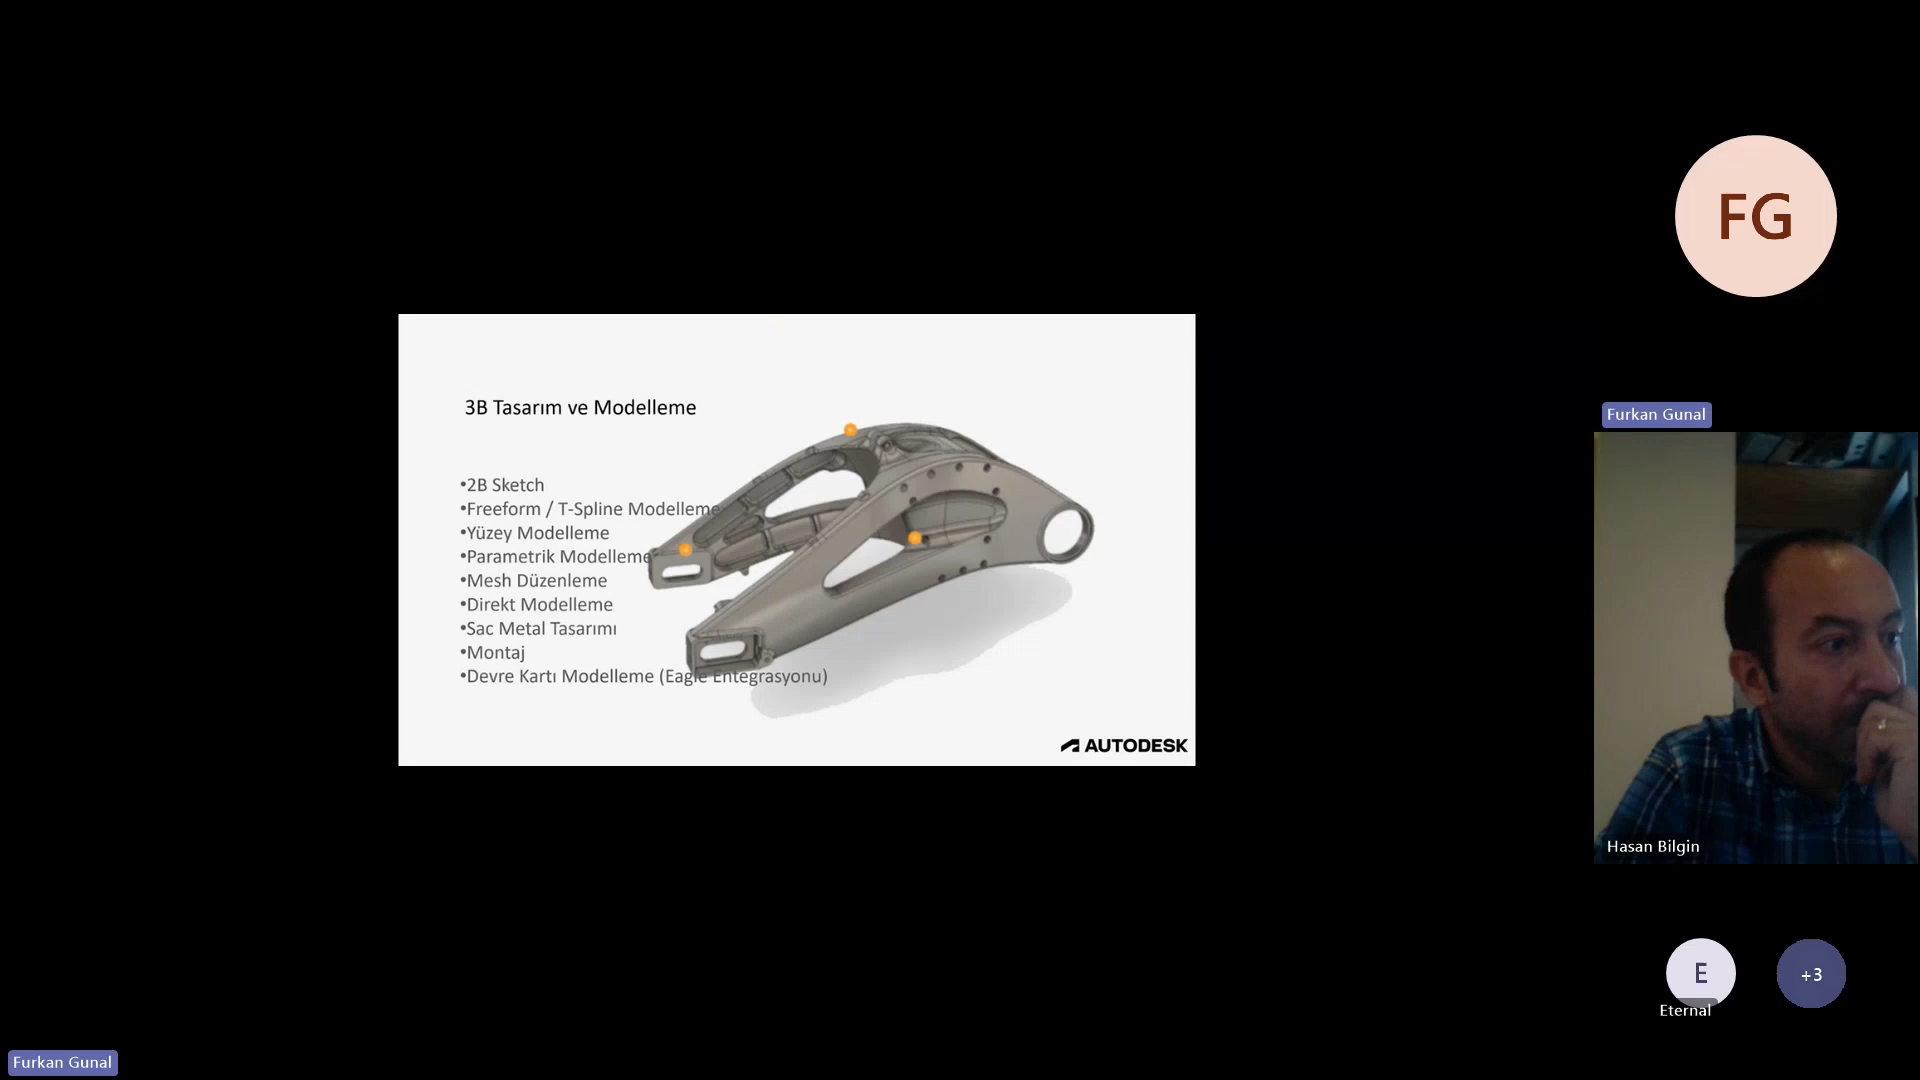 FG
3B Tasarım ve Modelleme
Furkan Gunal
•2B Sketch
•Freeform / T-Spline Modelleme
•Yüzey Modelleme
•Parametrik Modelleme
•Mesh Düzenleme
•Direkt Modelleme
•Sac Metal Tasarımı
•Montaj
•Devre Kartı Modelleme (Eagle Entegrasyonu)
AUTODESK
Hasan Bilgin
E
+3
Eternal
Furkan Gunal